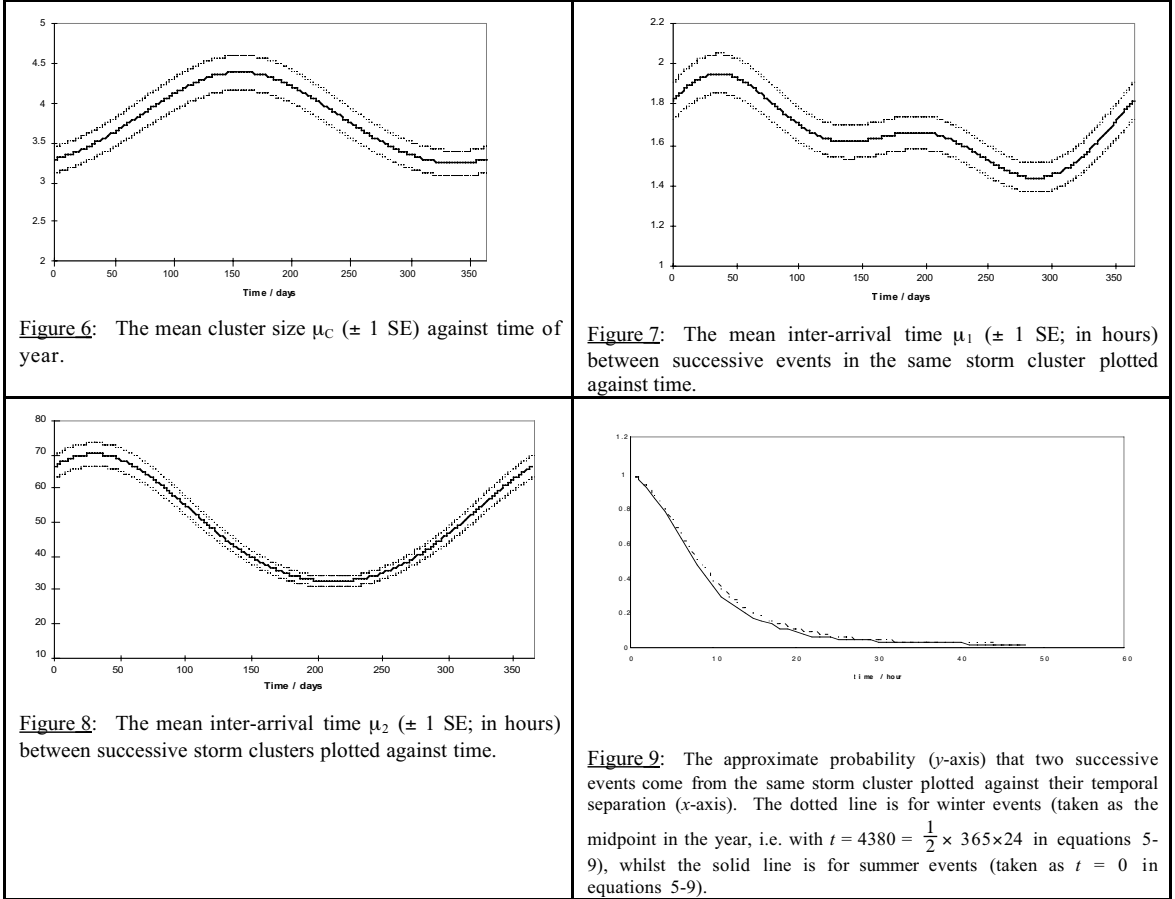 5
4.5
4
3.5
3
2.5
2
0 50 100 150 200 250 300 350
Time / days
Figure 6: The mean cluster size μC (± 1 SE) against time of
year.
2.2
2
1.8
1.6
1.4
1.2
1
0 50 100 150 200 250 300 350
Time / days
Figure 7: The mean inter-arrival time μ1 (± 1 SE; in hours)
between successive events in the same storm cluster plotted
against time.
80
70
60
50
40
30
20
10
0 50 100 150 200 250 300 350
Time / days
Figure 8: The mean inter-arrival time μ2 (± 1 SE; in hours)
between successive storm clusters plotted against time.
1.2
1
0.8
0.6
0.4
0.2
0
0 10 20 30 40 50 60
time / hour
Figure 9: The approximate probability (y-axis) that two successive
events come from the same storm cluster plotted against their temporal
separation (x-axis). The dotted line is for winter events (taken as the
midpoint in the year, i.e. with t = 4380 = 1/2 × 365×24 in equations 5-
9), whilst the solid line is for summer events (taken as t = 0 in
equations 5-9).